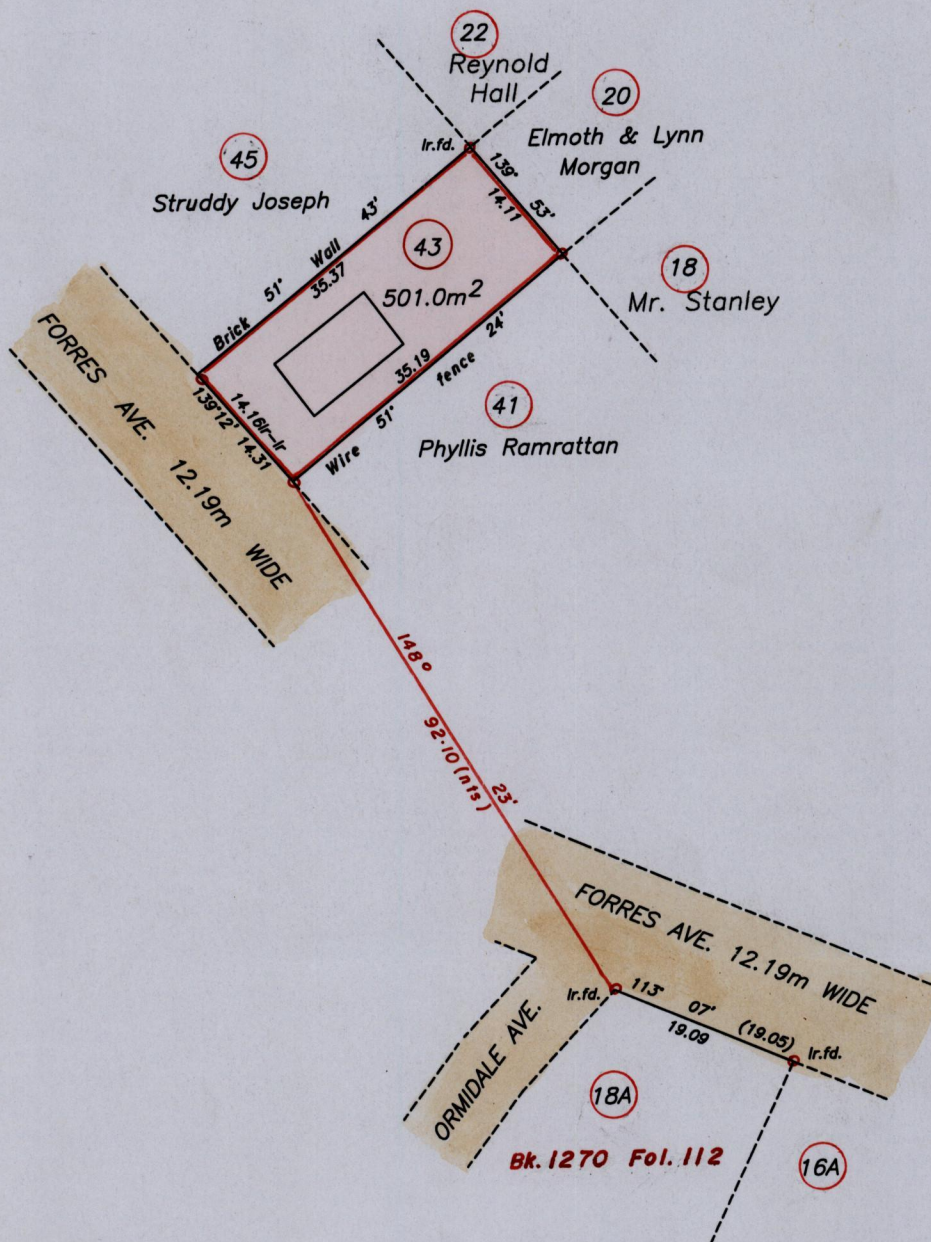 22
Reynold
Hall
20
Elmoth & Lynn
Morgan
45
Struddy Joseph
Ir.fd.
139° 53'
14.11
43
501.0m2
51' 43'
Brick Wall
35.37
18
Mr. Stanley
35.19
51' 24'
Wire fence
41
Phyllis Ramrattan
14.16Ir-Ir
139°12' 14.31
FORRES AVE. 12.19m WIDE
148° 23'
92.10 (nts)
FORRES AVE. 12.19m WIDE
Ir.fd.
113° 07' (19.05)
19.09
Ir.fd.
ORMIDALE AVE.
18A
Bk.1270 Fol.112
16A